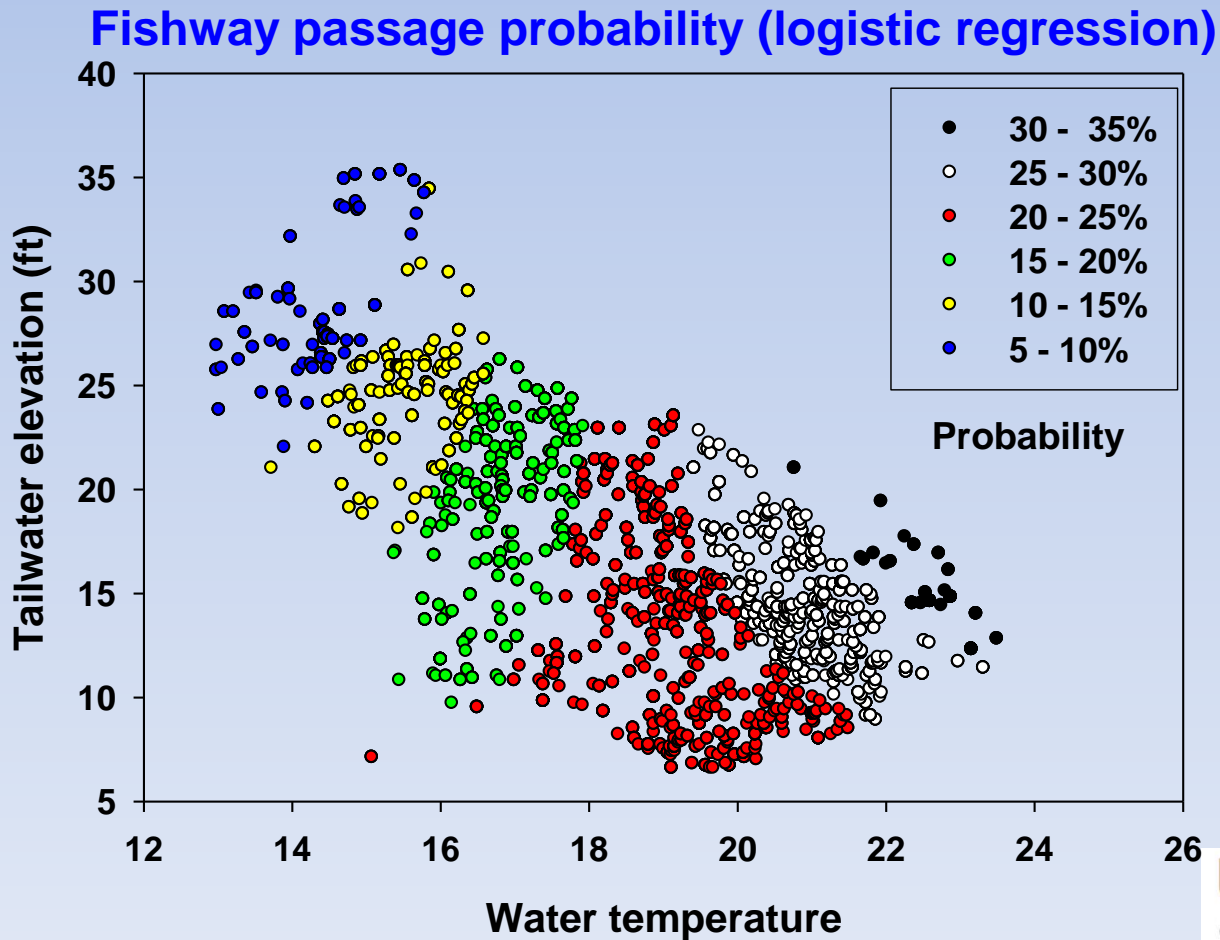 Fishway passage probability (logistic regression)
40
35
30
25
20
15
10
5
Tailwater elevation (ft)
30 - 35%
25 - 30%
20 - 25%
15 - 20%
10 - 15%
5 - 10%
Probability
12 14 16 18 20 22 24 26
Water temperature